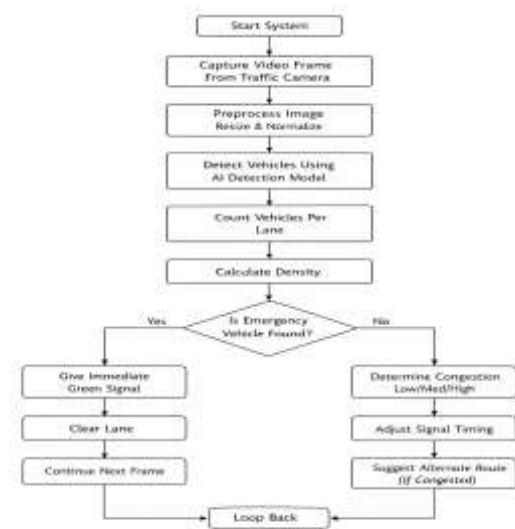 Start System
Capture Video Frame
From Traffic Camera
Preprocess Image
Resize & Normalize
Detect Vehicles Using
AI Detection Model
Count Vehicles Per
Lane
Calculate Density
Is Emergency
Vehicle Found?
Yes
No
Give Immediate
Green Signal
Clear Lane
Continue Next Frame
Determine Congestion
Low/Med/High
Adjust Signal Timing
Suggest Alternate Route
(If Congested)
Loop Back